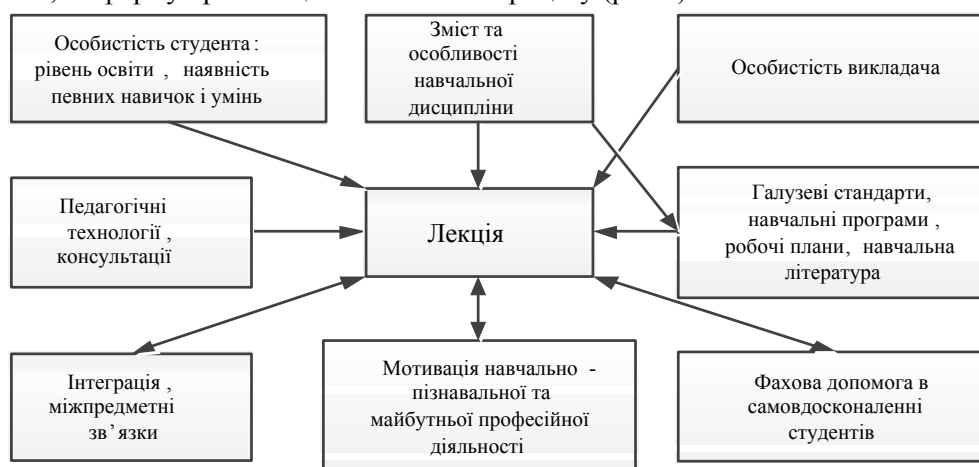 Особистість студента :
рівень освіти , наявність
певних навичок і умінь
Зміст та
особливості
навчальної
дисципліни
Особистість викладача
Педагогічні
технології ,
консультації
Лекція
Галузеві стандарти,
навчальні програми ,
робочі плани, навчальна
література
Інтеграція ,
міжпредметні
зв’язки
Мотивація навчально -
пізнавальної та
майбутньої професійної
діяльності
Фахова допомога в
самовдосконаленні
студентів